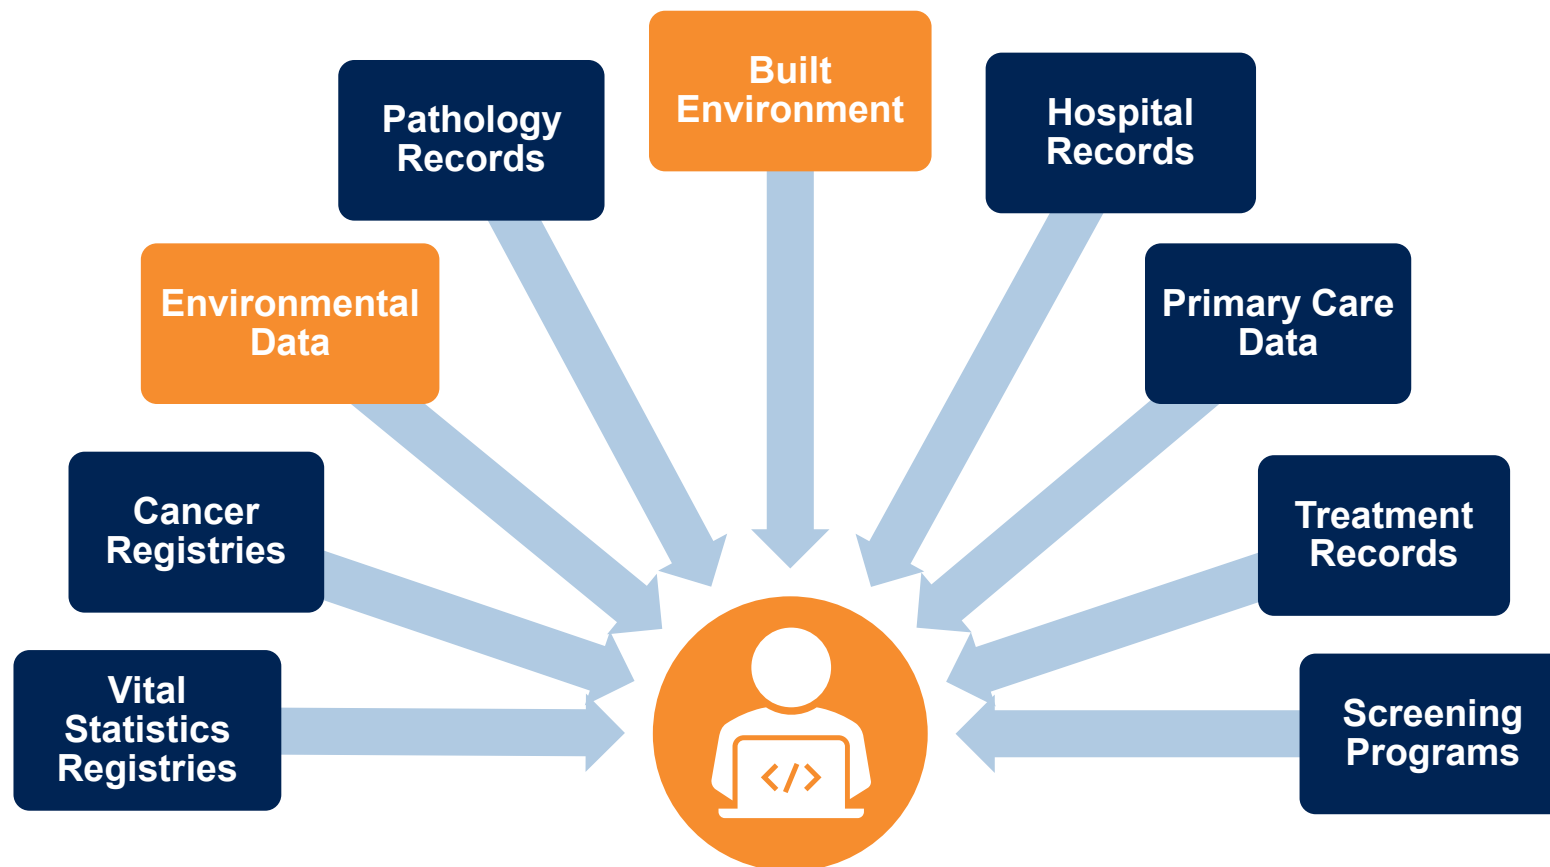 Built
Environment
Pathology
Records
Hospital
Records
Environmental
Data
Primary Care
Data
Cancer
Registries
Treatment
Records
Vital
Statistics
Registries
Screening
Programs
</>